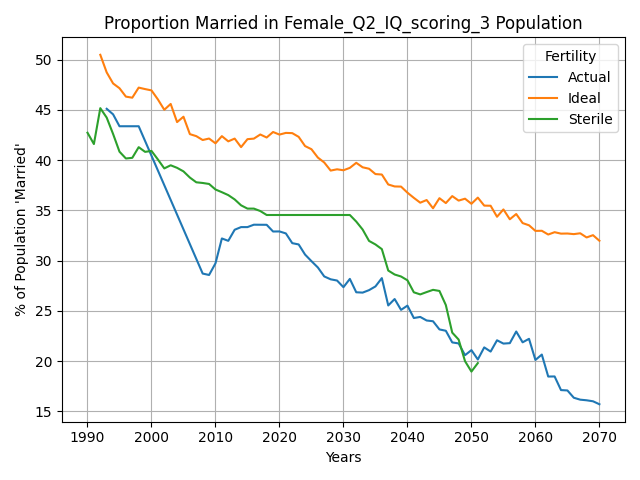 Proportion Married in Female_Q2_IQ_scoring_3 Population
Fertility
Actual
Ideal
Sterile
% of Population 'Married'
50
45
40
35
30
25
20
15
1990
2000
2010
2020
2030
2040
2050
2060
2070
Years